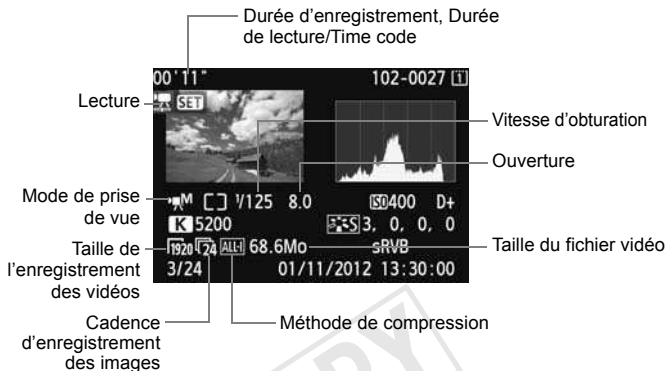 Durée d'enregistrement, Durée
de lecture/Time code
00'11"
102-0027 1
Lecture
SET
Vitesse d'obturation
Ouverture
Mode de prise
de vue
M 1/125 8.0 ISO 400 D+
K 5200 S 3, 0, 0, 0
Taille de
l'enregistrement
des vidéos
1920 24 ALL-I 68.6Mo sRVB
Taille du fichier vidéo
3/24 01/11/2012 13:30:00
Cadence
d'enregistrement
des images
Méthode de compression
COPY